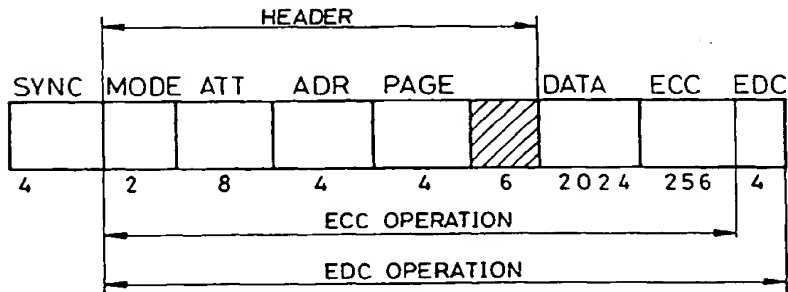 HEADER
SYNC MODE ATT ADR PAGE DATA ECC EDC
4 2 8 4 4 6 2024 256 4
ECC OPERATION
EDC OPERATION